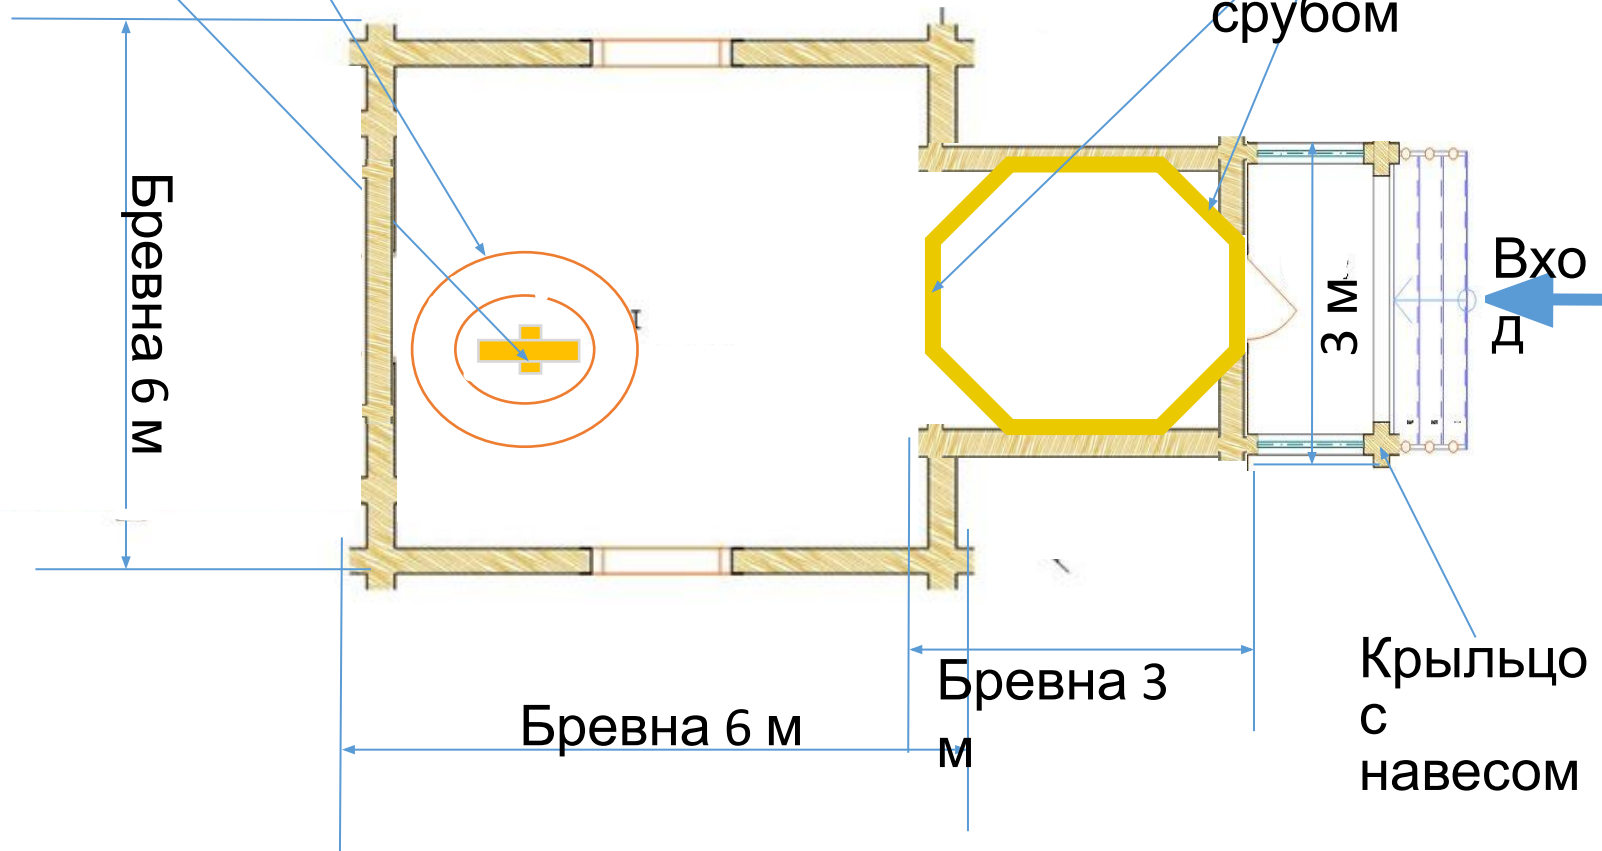 срубом
Бревна 6 м
3 м
Вхо
д
Бревна 3
м
Бревна 6 м
Крыльцо
с
навесом